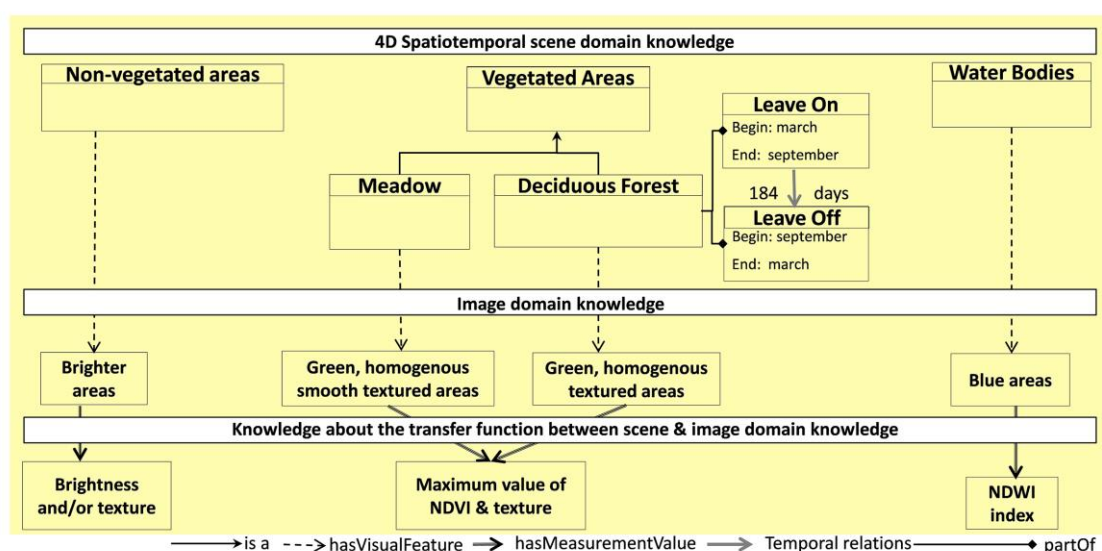 4D Spatiotemporal scene domain knowledge
Non-vegetated areas
Vegetated Areas
Water Bodies
Leave On
Begin: march
End: september
184 days
Leave Off
Begin: september
End: march
Meadow
Deciduous Forest
Image domain knowledge
Brighter
areas
Green, homogenous
smooth textured areas
Green, homogenous
textured areas
Blue areas
Knowledge about the transfer function between scene & image domain knowledge
Brightness
and/or texture
Maximum value of
NDVI & texture
NDWI
index
is a hasVisualFeature hasMeasurementValue Temporal relations partOf